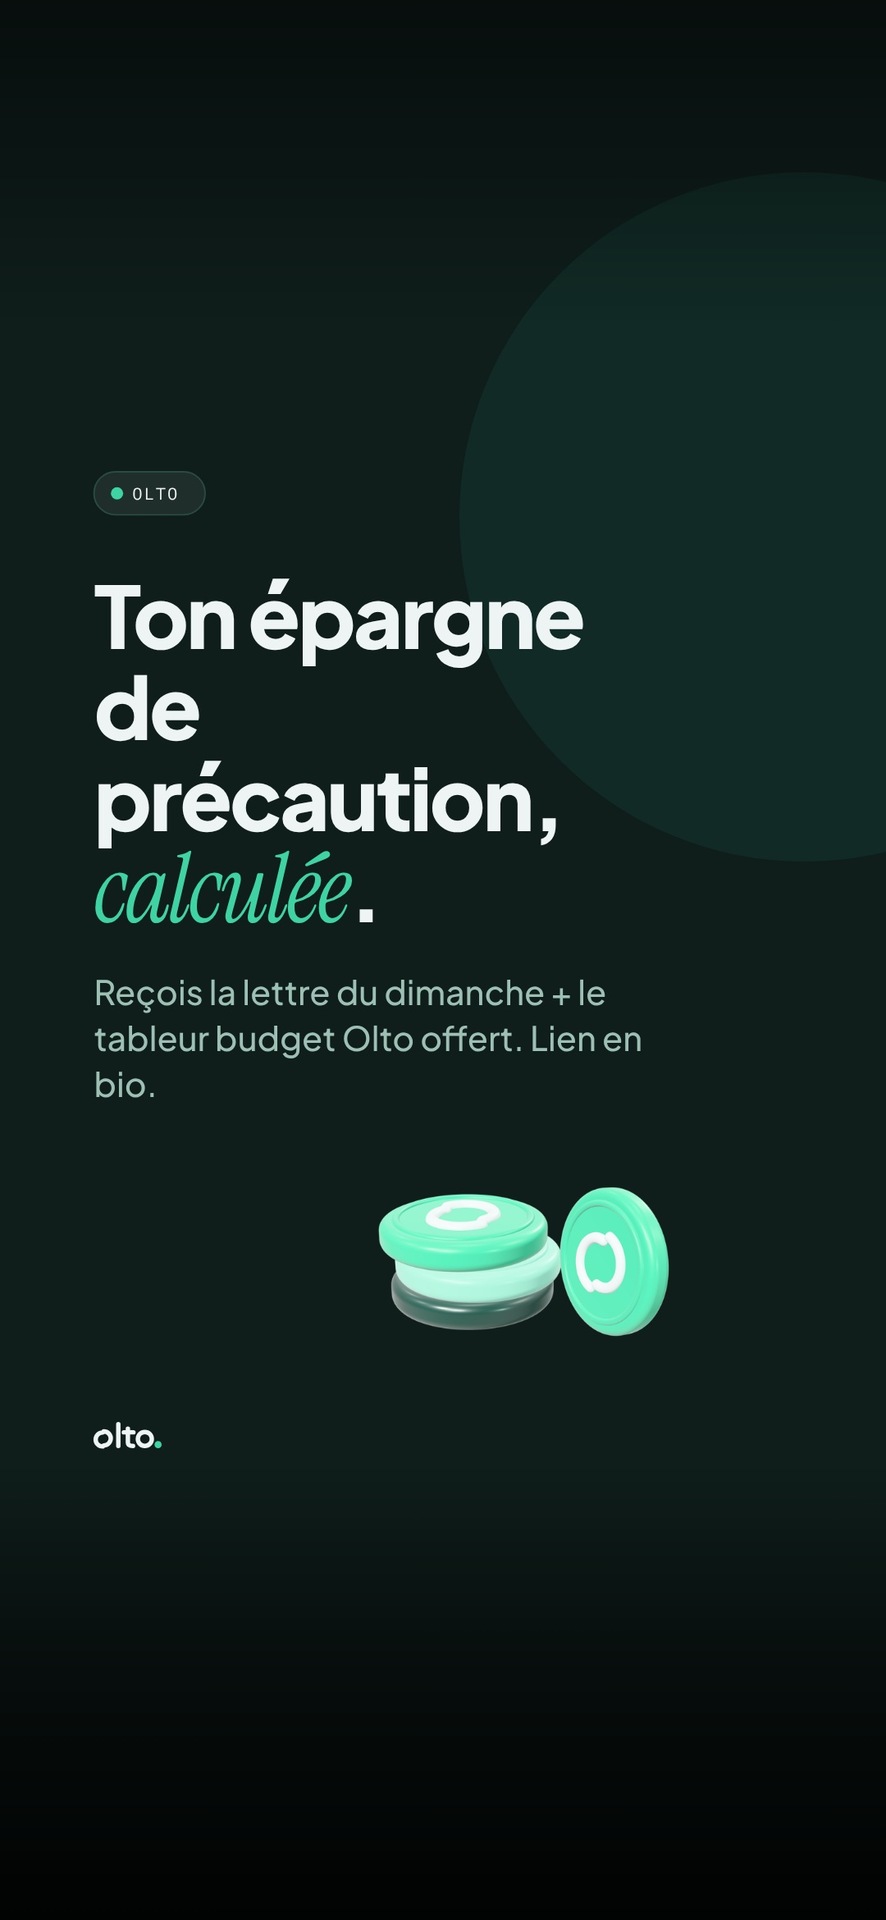 OLTO
Ton épargne
de
précaution,
calculée.
Reçois la lettre du dimanche + le
tableur budget Olto offert. Lien en
bio.
olto.